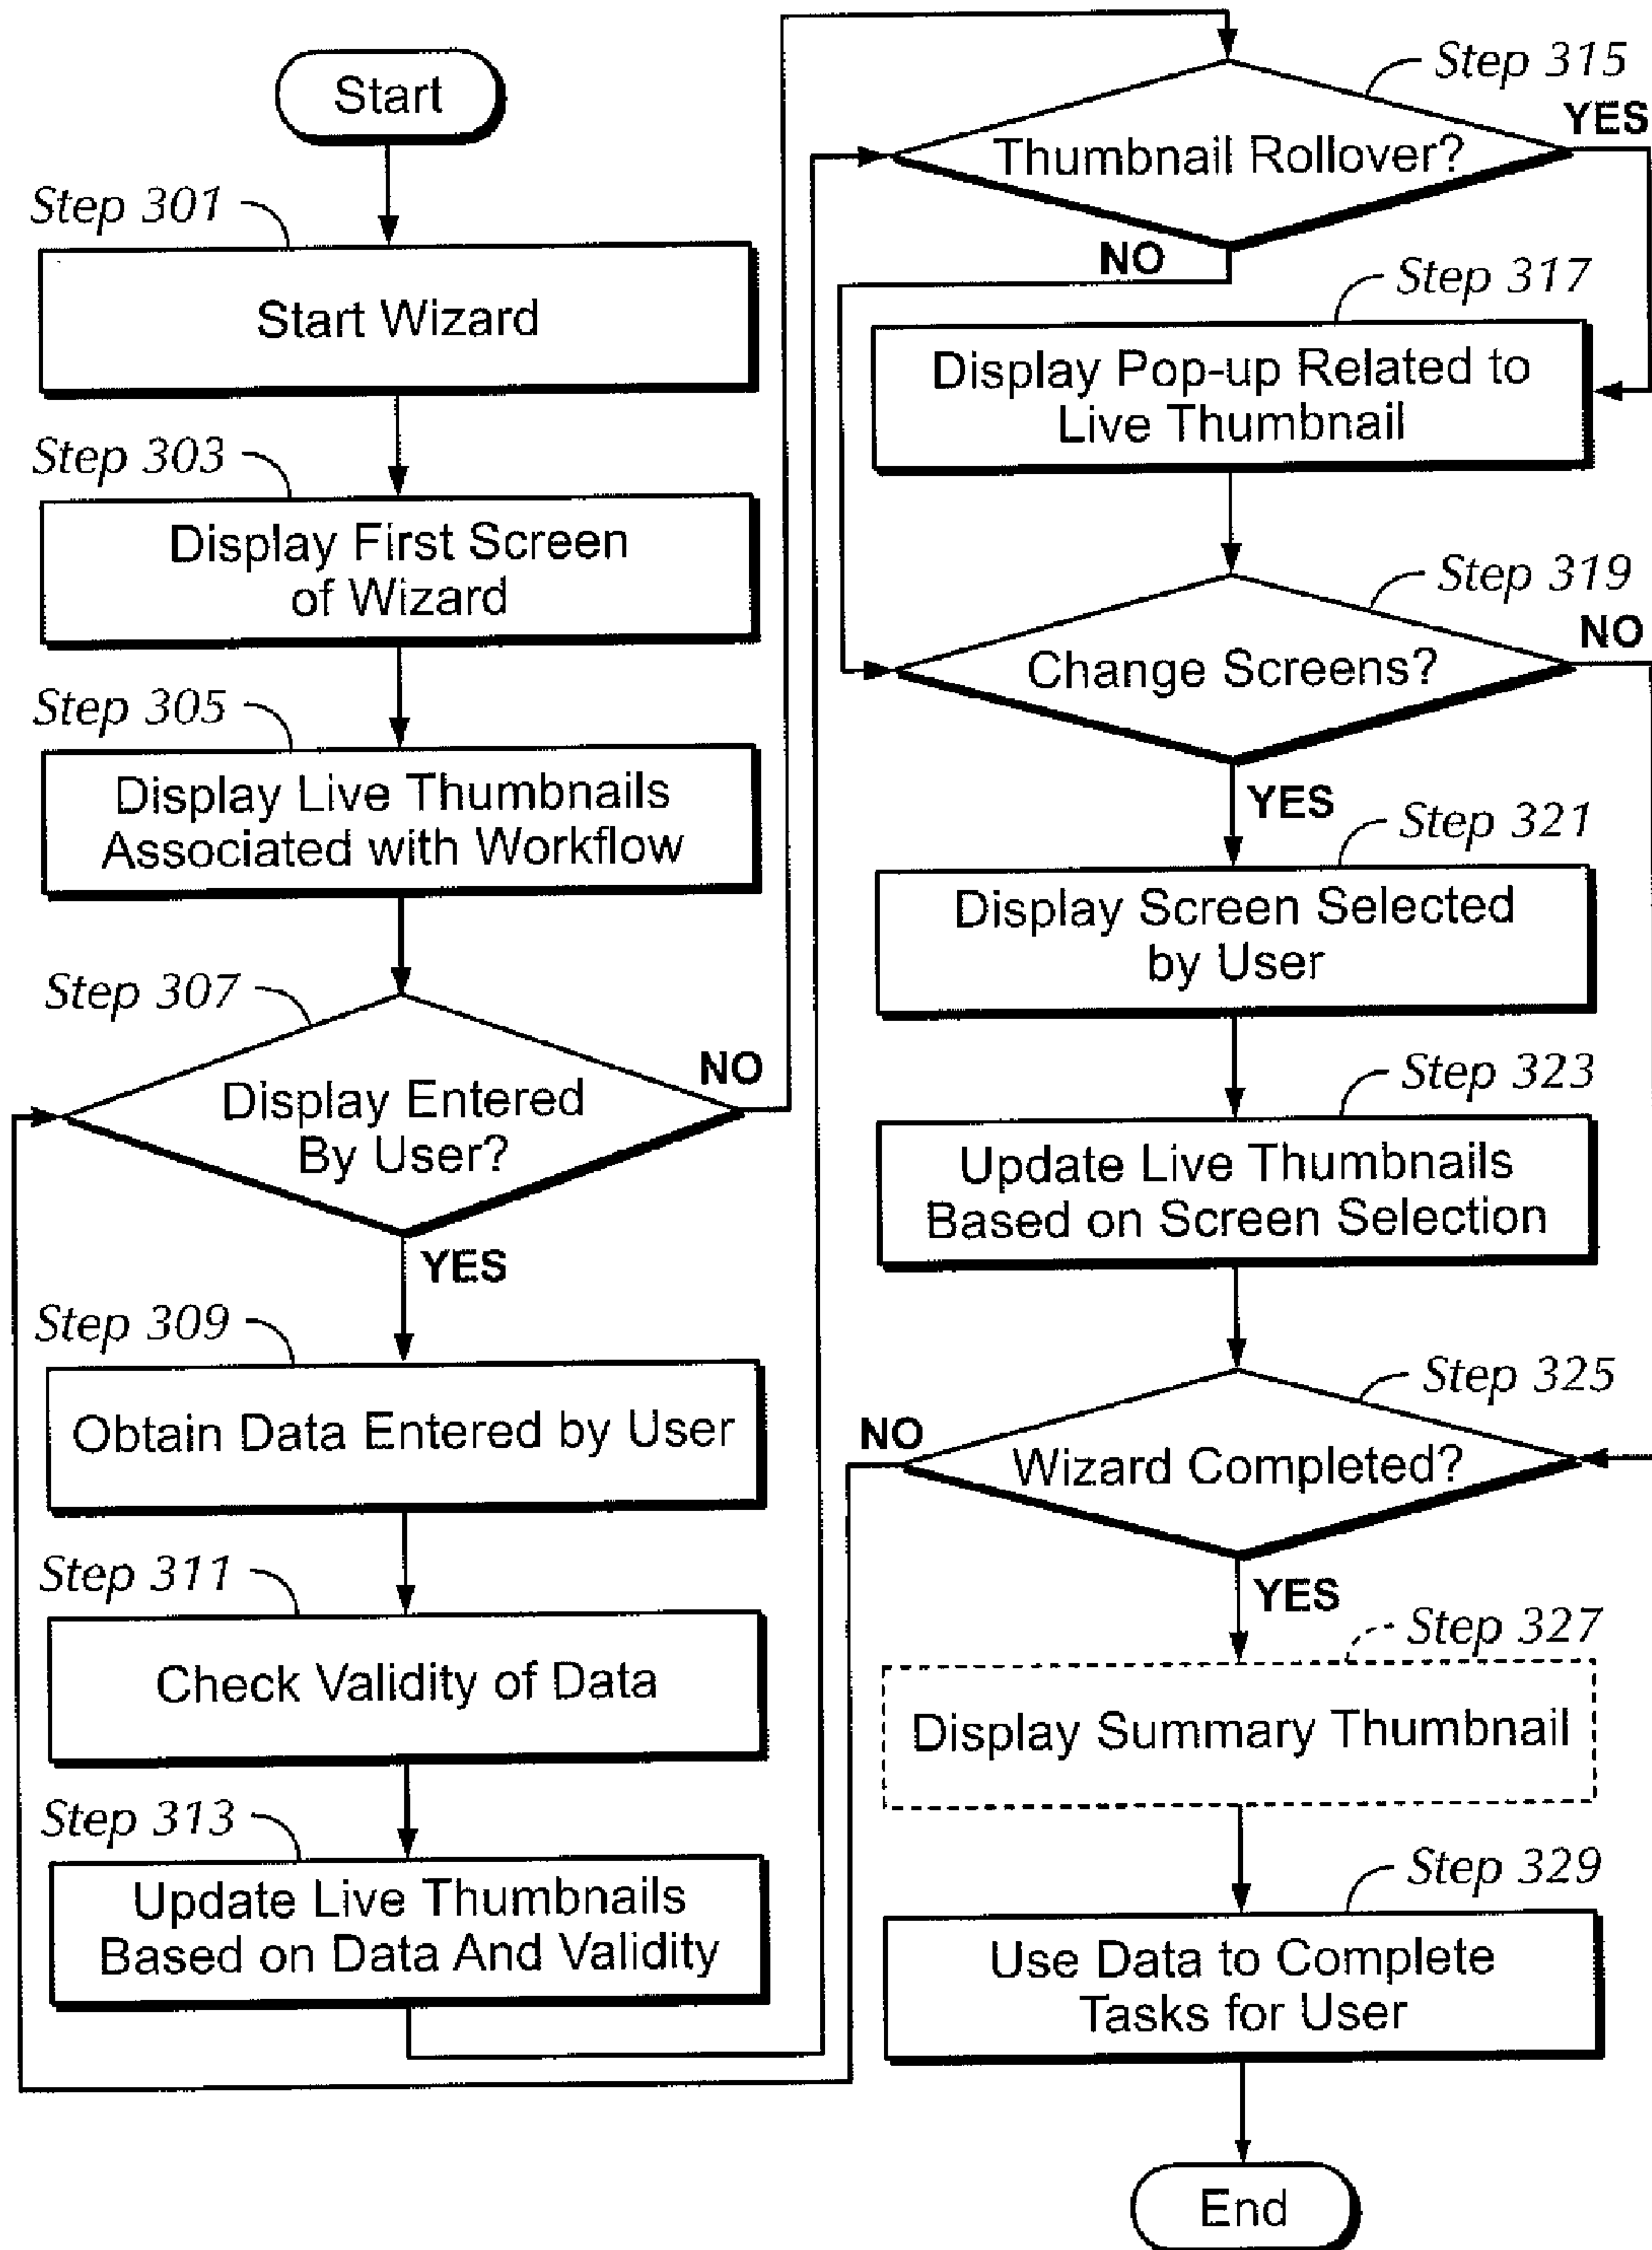 Start
Step 301
Start Wizard
Step 303
Display First Screen
of Wizard
Step 305
Display Live Thumbnails
Associated with Workflow
Step 307
Display Entered
By User?
NO
YES
Step 309
Obtain Data Entered by User
Step 311
Check Validity of Data
Step 313
Update Live Thumbnails
Based on Data And Validity
Step 315
Thumbnail Rollover?
YES
NO
Step 317
Display Pop-up Related to
Live Thumbnail
Step 319
Change Screens?
NO
YES
Step 321
Display Screen Selected
by User
Step 323
Update Live Thumbnails
Based on Screen Selection
Step 325
Wizard Completed?
NO
YES
Step 327
Display Summary Thumbnail
Step 329
Use Data to Complete
Tasks for User
End